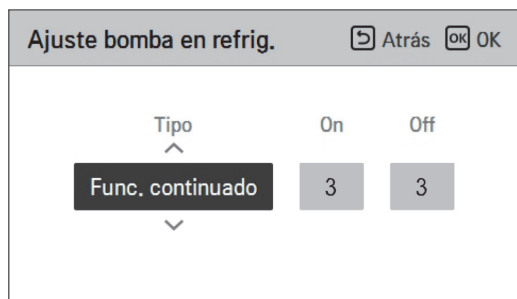 Ajuste bomba en refrig. Atrás OK OK
Tipo On Off
Func. continuado 3 3